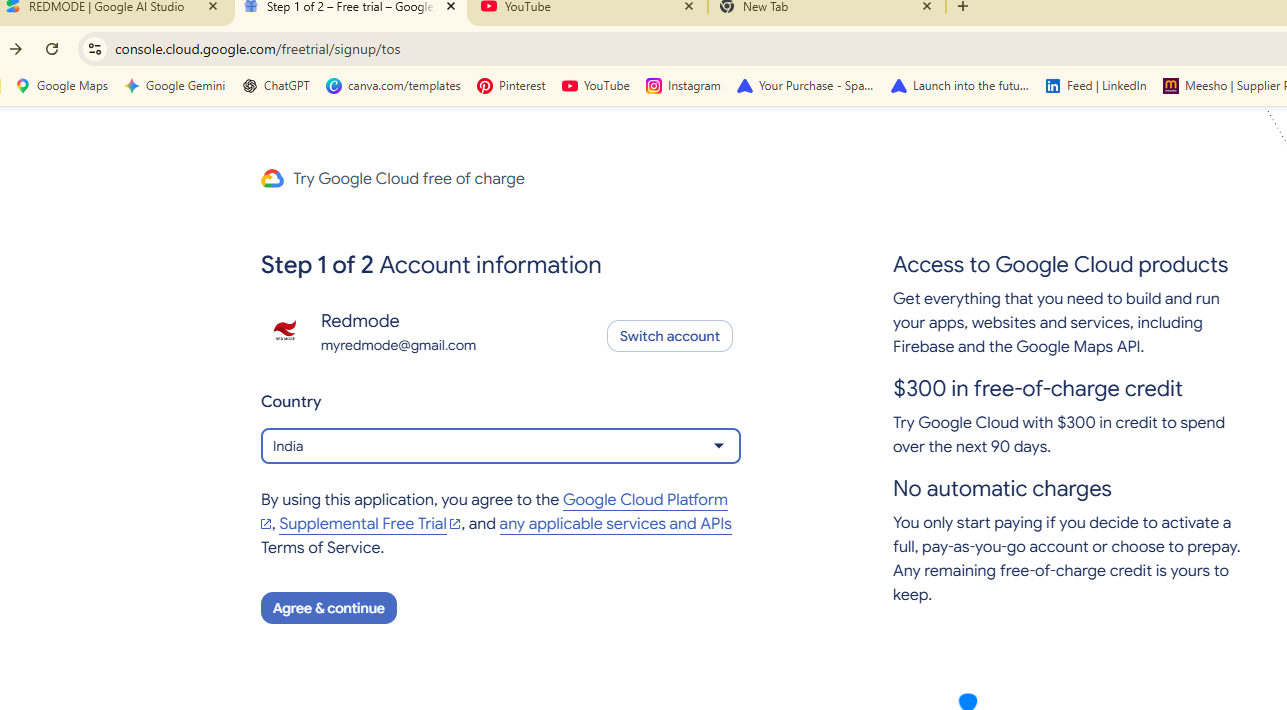 REDMODE | Google AI Studio
Step 1 of 2 – Free trial – Google
YouTube
New Tab
console.cloud.google.com/freetrial/signup/tos
Google Maps
Google Gemini
ChatGPT
canva.com/templates
Pinterest
YouTube
Instagram
Your Purchase - Spa...
Launch into the futu...
Feed | LinkedIn
Meesho | Supplier
Try Google Cloud free of charge
Step 1 of 2 Account information
Redmode
myredmode@gmail.com
Switch account
Country
India
By using this application, you agree to the Google Cloud Platform
, Supplemental Free Trial, and any applicable services and APIs
Terms of Service.
Agree & continue
Access to Google Cloud products
Get everything that you need to build and run
your apps, websites and services, including
Firebase and the Google Maps API.
$300 in free-of-charge credit
Try Google Cloud with $300 in credit to spend
over the next 90 days.
No automatic charges
You only start paying if you decide to activate a
full, pay-as-you-go account or choose to prepay.
Any remaining free-of-charge credit is yours to
keep.